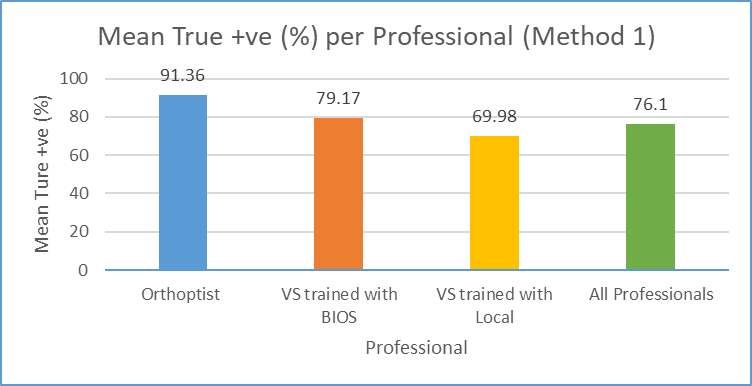 Mean True +ve (%) per Professional (Method 1)
Mean Ture +ve (%)
100
80
60
40
20
0
91.36
79.17
69.98
76.1
Orthoptist
VS trained with
BIOS
VS trained with
Local
All Professionals
Professional